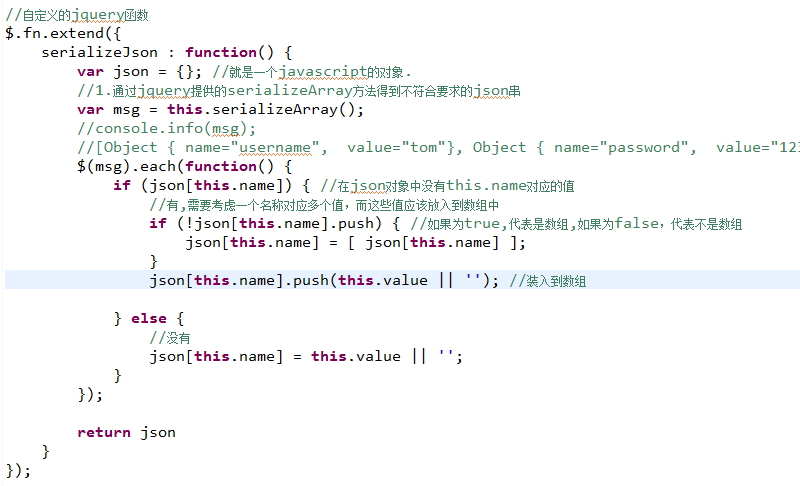 //自定义的jquery函数
$.fn.extend({
    serializeJson : function() {
        var json = {}; //就是一个javascript的对象.
        //1.通过jquery提供的serializeArray方法得到不符合要求的json串
        var msg = this.serializeArray();
        //console.info(msg);
        //[Object { name="username",  value="tom"}, Object { name="password",  value="123
        $(msg).each(function() {
            if (json[this.name]) { //在json对象中没有this.name对应的值
                //有,需要考虑一个名称对应多个值，而这些值应该放入到数组中
                if (!json[this.name].push) { //如果为true,代表是数组,如果为false，代表不是数组
                    json[this.name] = [ json[this.name] ];
                }
                json[this.name].push(this.value || ''); //装入到数组
            } else {
                //没有
                json[this.name] = this.value || '';
            }
        });
        return json
    }
});